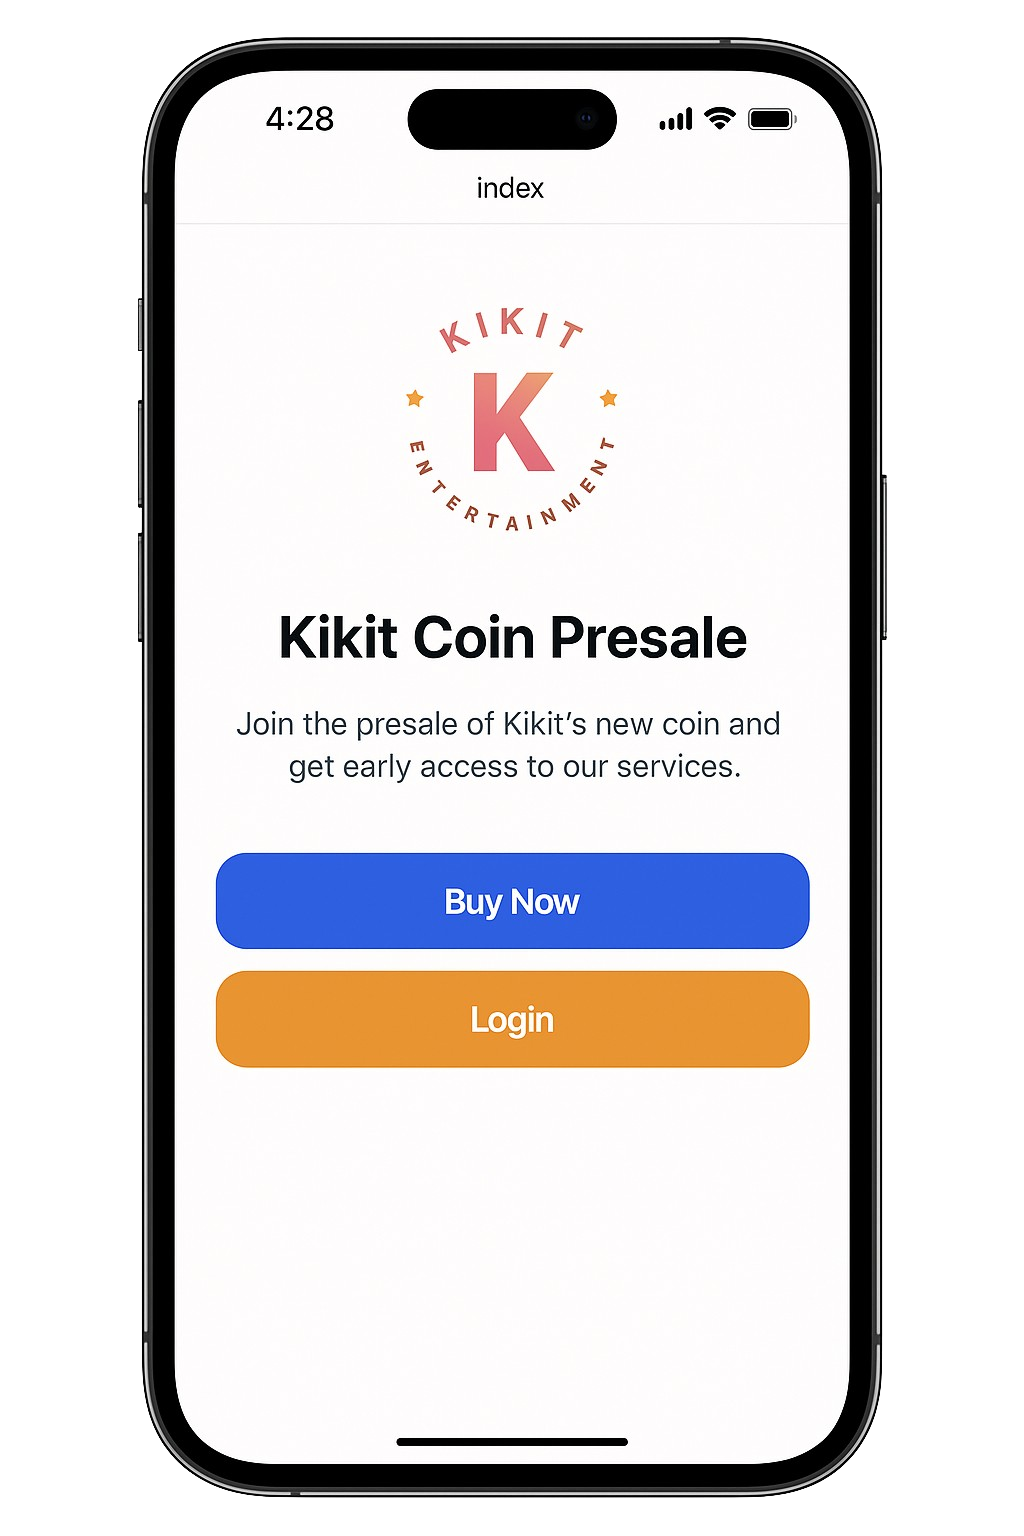 4:28
index
KIKIT
K
ENTERTAINMENT
Kikit Coin Presale
Join the presale of Kikit’s new coin and
get early access to our services.
Buy Now
Login